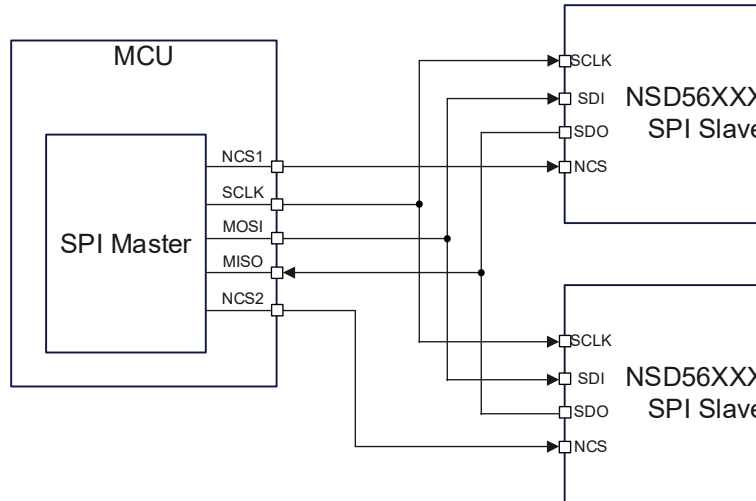 MCU
SPI Master
NCS1
SCLK
MOSI
MISO
NCS2
SCLK
SDI
SDO
NCS
NSD56XXX
SPI Slave
SCLK
SDI
SDO
NCS
NSD56XXX
SPI Slave